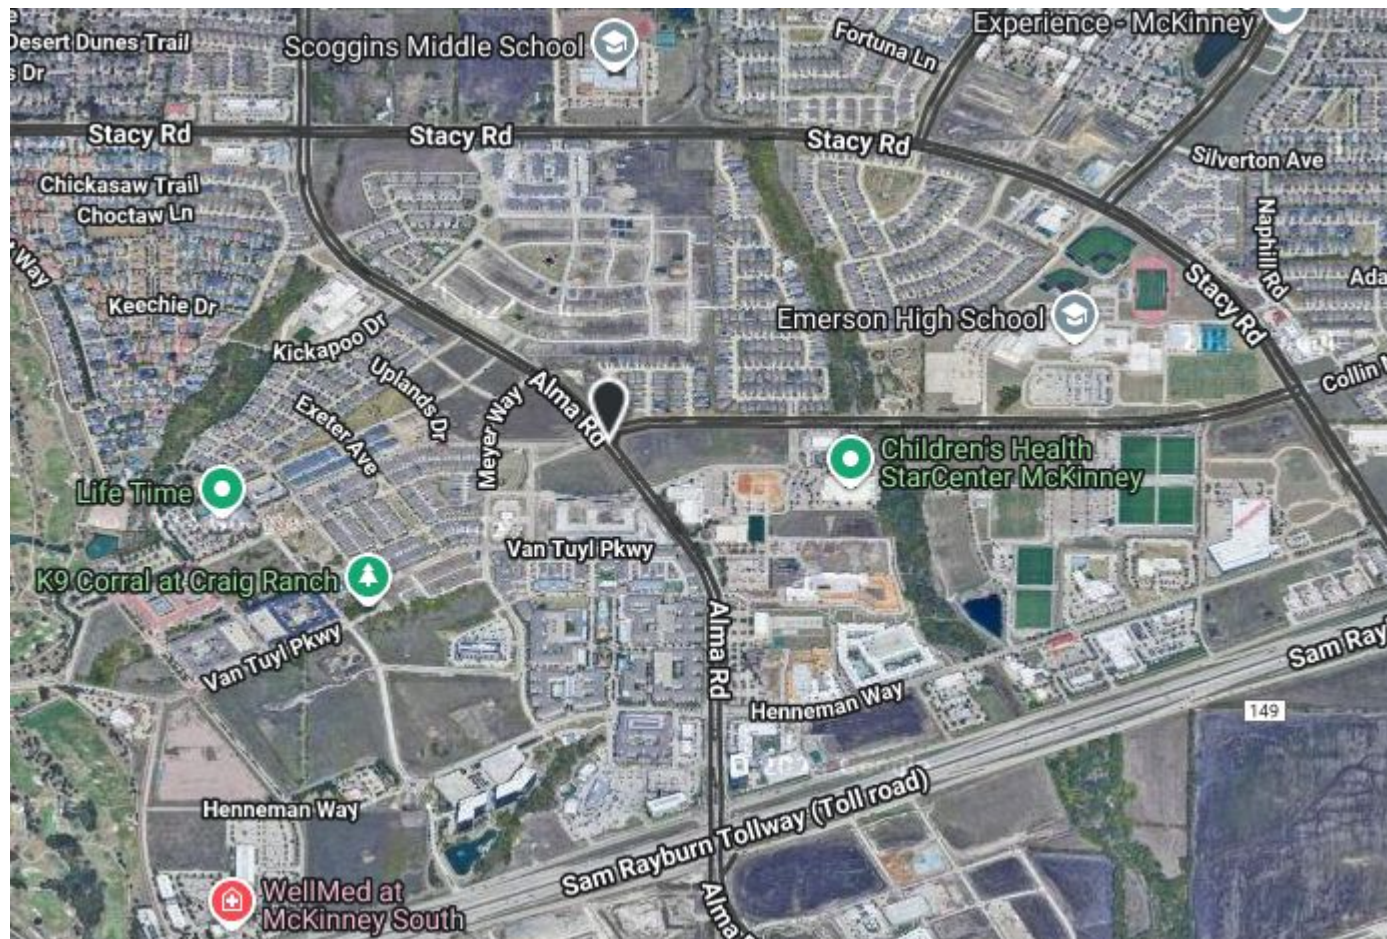 Experience - McKinney
Desert Dunes Trail
Scoggins Middle School
Fortuna Ln
s Dr
Stacy Rd
Stacy Rd
Stacy Rd
Silverton Ave
Chickasaw Trail
Choctaw Ln
Naphill Rd
Way
Keechie Dr
Stacy Rd
Ada
Emerson High School
Kickapoo Dr
Uplands Dr
Alma Rd
Meyer Way
Collin
Exeter Ave
Children's Health
StarCenter McKinney
Life Time
Van Tuyl Pkwy
K9 Corral at Craig Ranch
Alma Rd
Van Tuyl Pkwy
Sam Ray
Henneman Way
149
Henneman Way
Sam Rayburn Tollway (Toll road)
WellMed at
McKinney South
Alma